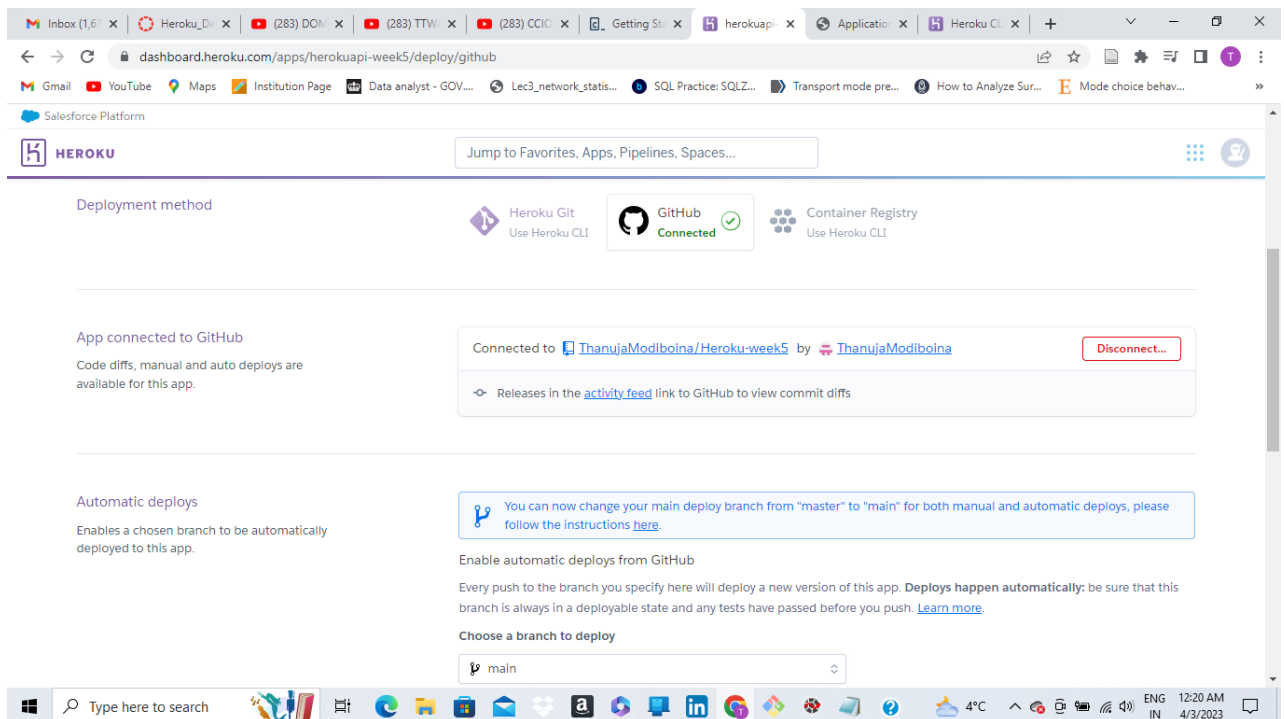 Inbox (1,61
Heroku_De
(283) DOM
(283) TTW
(283) CCIC
Getting Sta
herokuapi-
Application
Heroku CL
dashboard.heroku.com/apps/herokuapi-week5/deploy/github
T
Gmail
YouTube
Maps
Institution Page
Data analyst - GOV....
Lec3_network_statis...
SQL Practice: SQLZ...
Transport mode pre...
How to Analyze Sur...
Mode choice behav...
Salesforce Platform
HEROKU
Jump to Favorites, Apps, Pipelines, Spaces...
Deployment method
Heroku Git
Use Heroku CLI
GitHub
Connected
Container Registry
Use Heroku CLI
App connected to GitHub
Code diffs, manual and auto deploys are
available for this app.
Connected to ThanujaModiboina/Heroku-week5 by ThanujaModiboina
Disconnect...
Releases in the activity feed link to GitHub to view commit diffs
Automatic deploys
Enables a chosen branch to be automatically
deployed to this app.
You can now change your main deploy branch from "master" to "main" for both manual and automatic deploys, please
follow the instructions here.
Enable automatic deploys from GitHub
Every push to the branch you specify here will deploy a new version of this app. Deploys happen automatically: be sure that this
branch is always in a deployable state and any tests have passed before you push. Learn more.
Choose a branch to deploy
main
Type here to search
4°C
ENG
IN
12:20 AM
4/3/2023